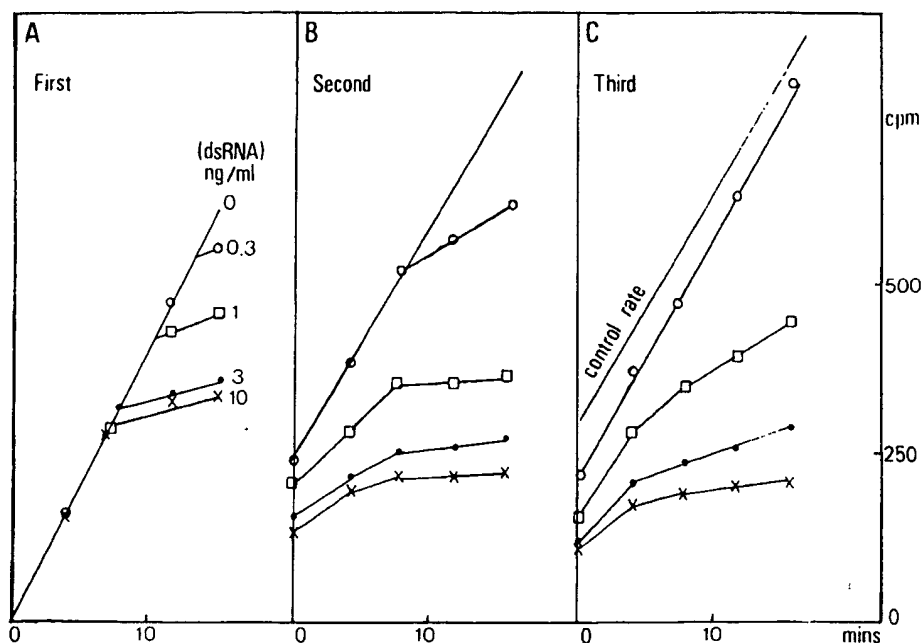 A
First
(dsRNA)
ng/ml
0
0.3
1
3
10
B
Second
C
Third
control rate
cpm
500
250
0
0
10
0
10
0
10
mins